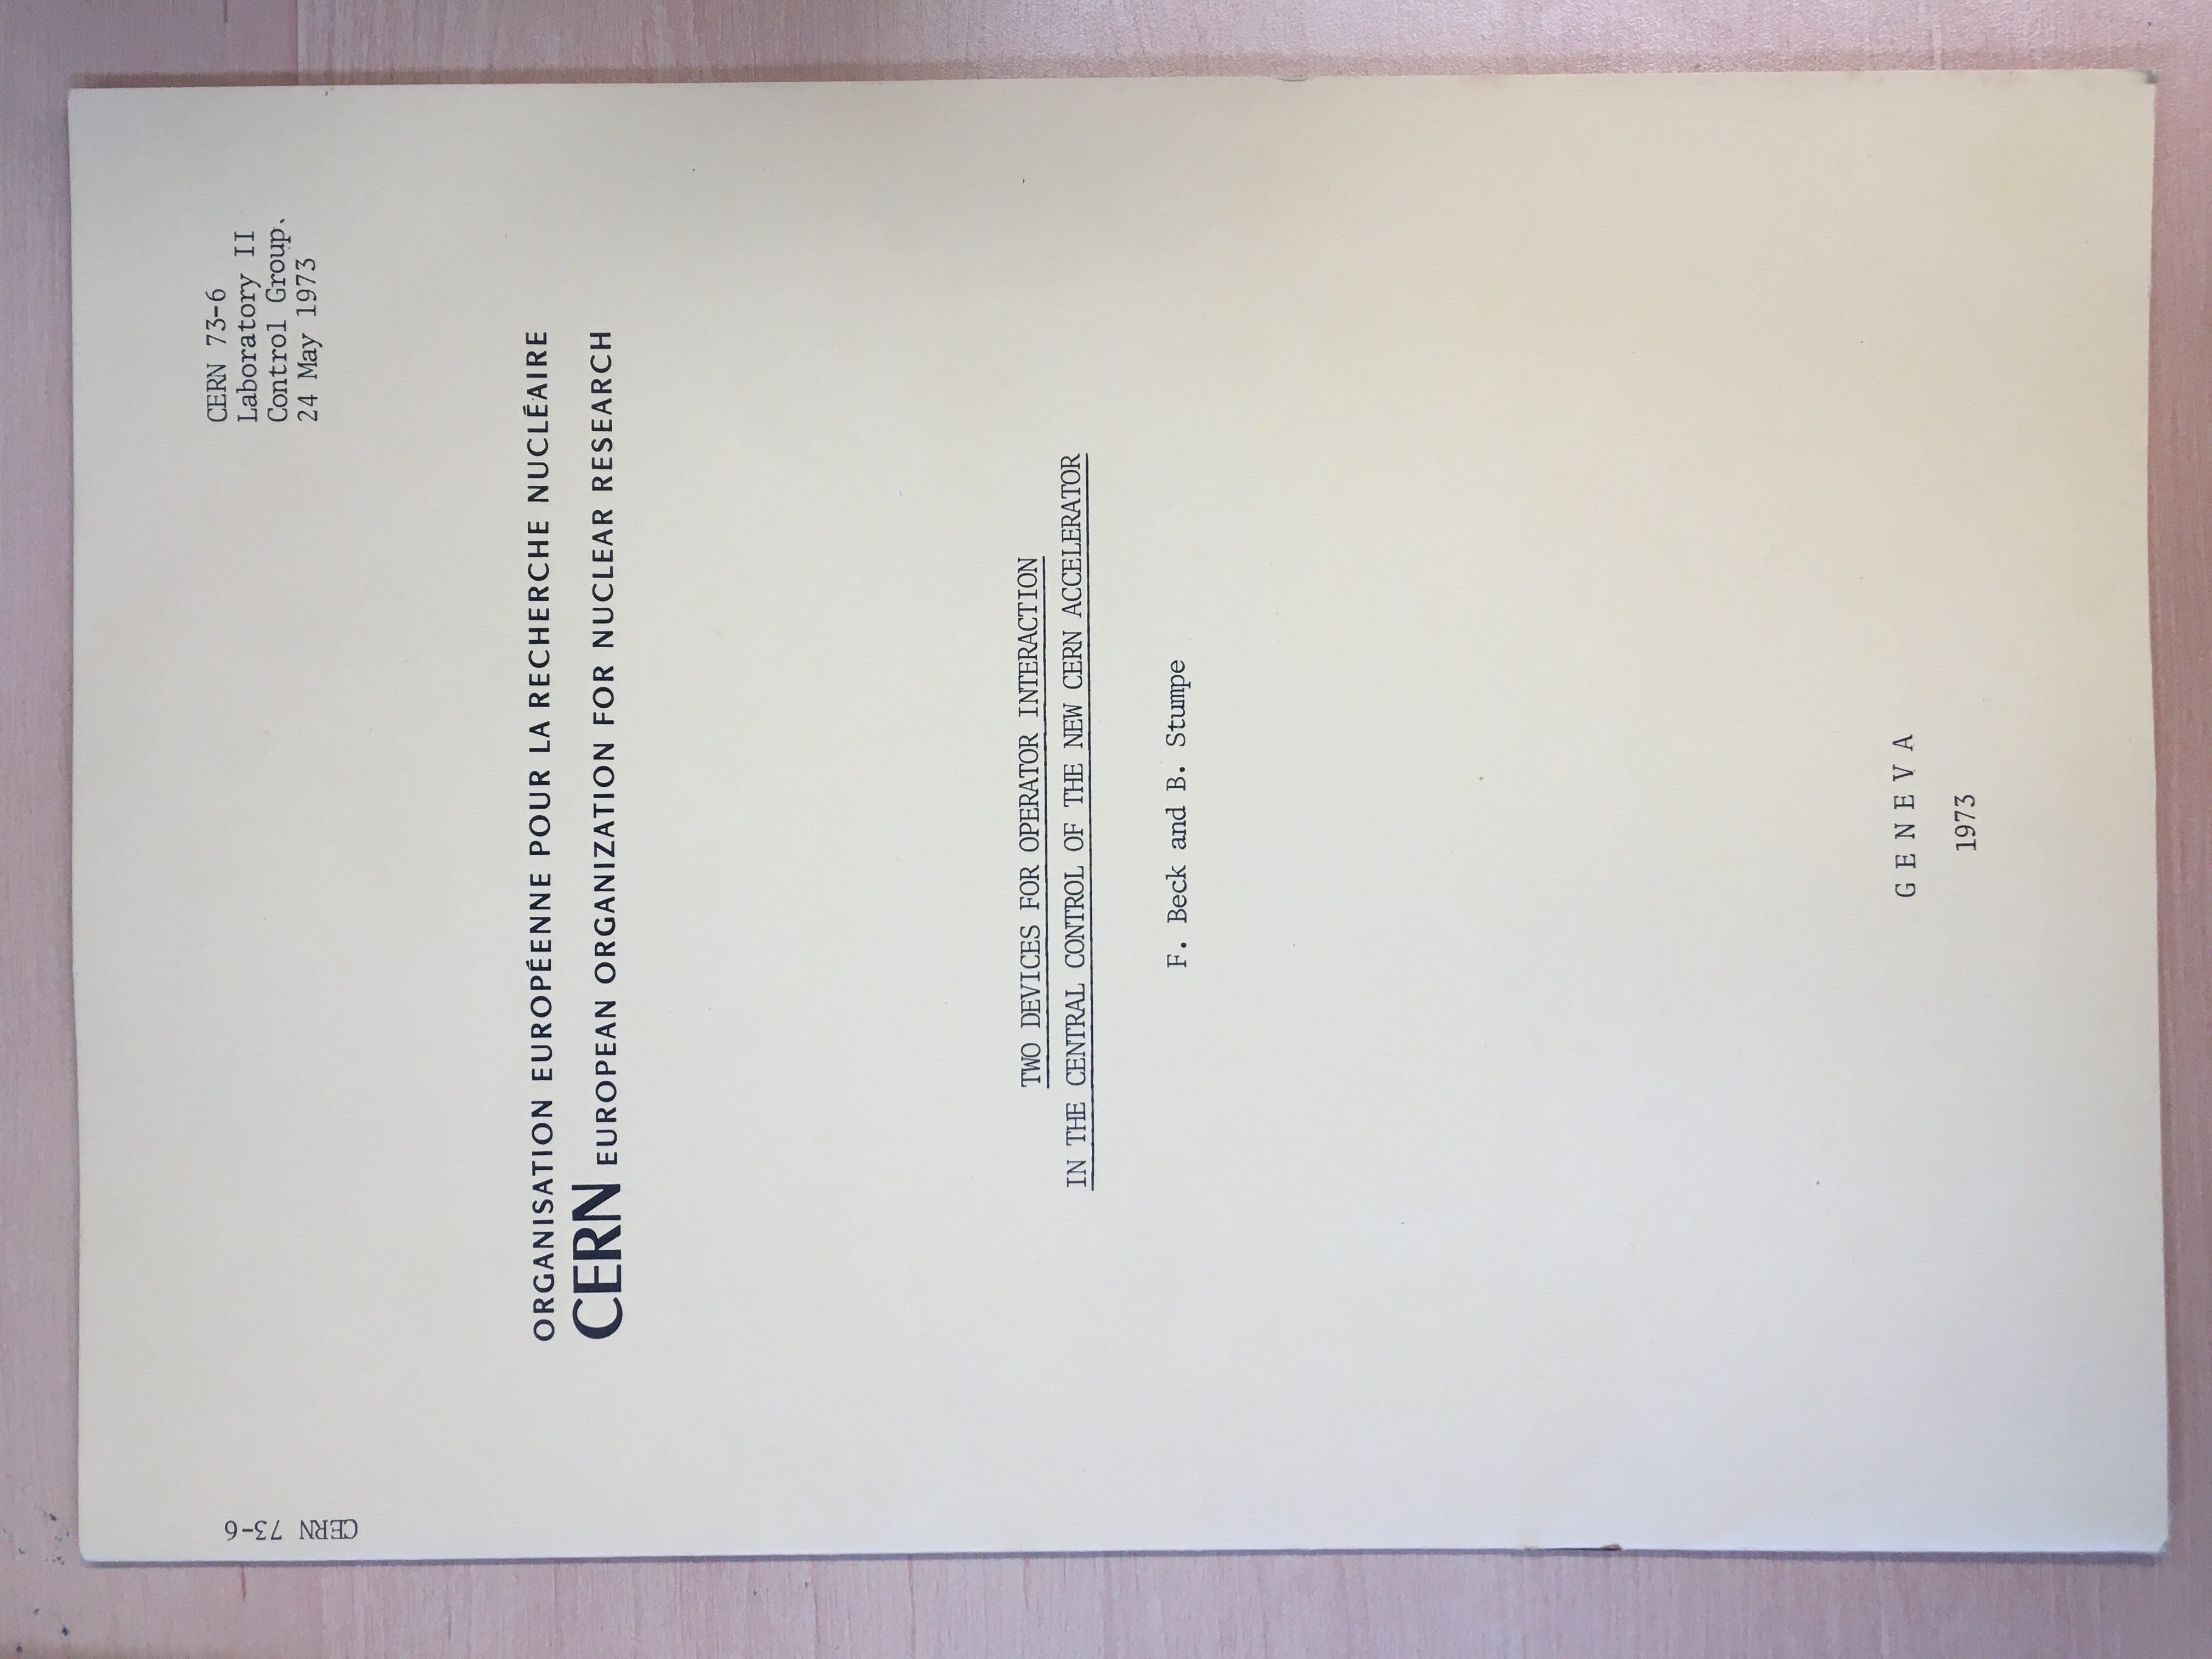 CERN 73-6
CERN 73-6
Laboratory II
Control Group.
24 May 1973
ORGANISATION EUROPÉENNE POUR LA RECHERCHE NUCLÉAIRE
CERN EUROPEAN ORGANIZATION FOR NUCLEAR RESEARCH
TWO DEVICES FOR OPERATOR INTERACTION
IN THE CENTRAL CONTROL OF THE NEW CERN ACCELERATOR
F. Beck and B. Stumpe
G E N E V A
1973